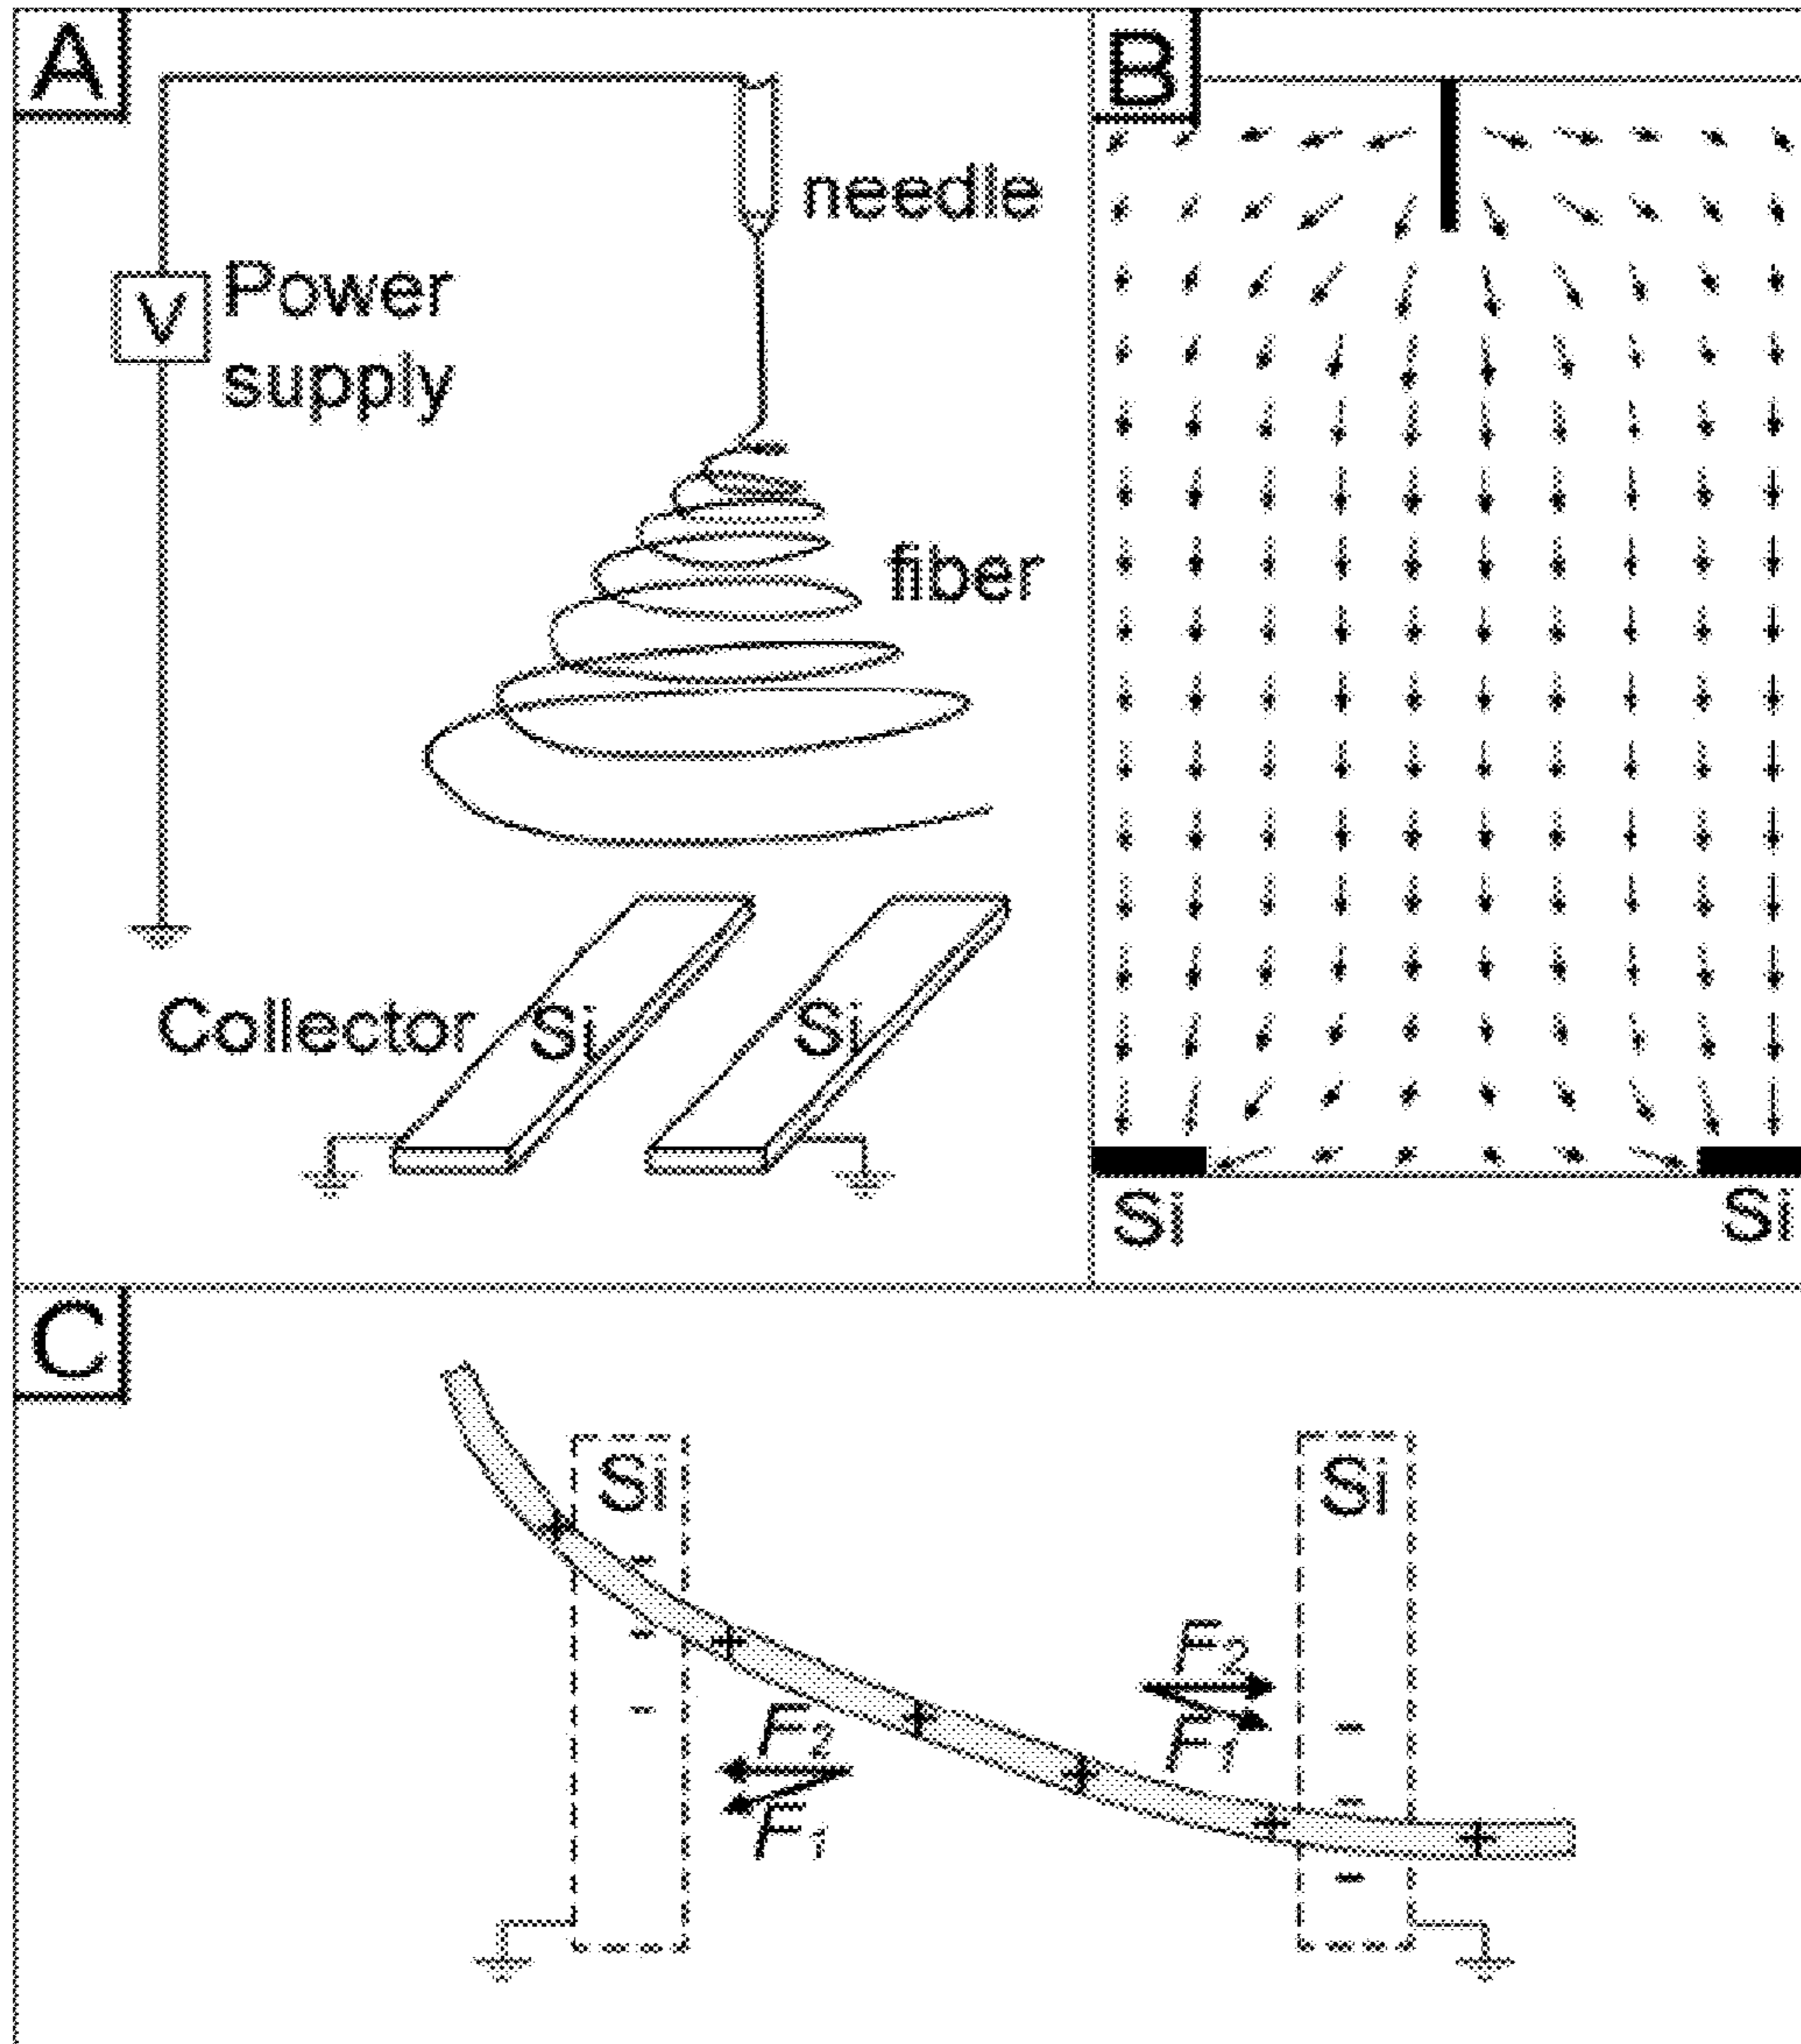 A
needle
V
Power
supply
fiber
Collector
Si
Si
B
Si
Si
C
Si
Si
+
-
+
-
-
+
+
+
+
-
-
-
F2
F1
F2
F1